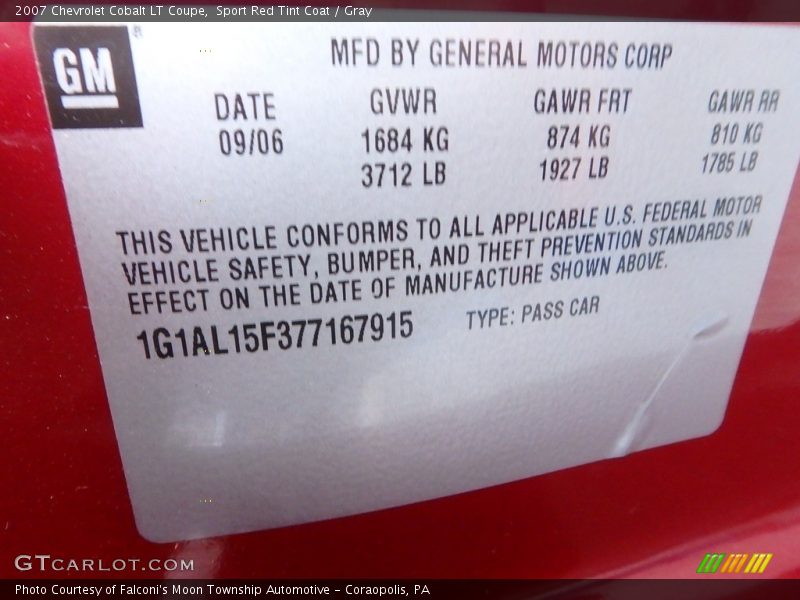 2007 Chevrolet Cobalt LT Coupe, Sport Red Tint Coat / Gray
GM ®
MFD BY GENERAL MOTORS CORP
DATE GVWR GAWR FRT GAWR RR
09/06 1684 KG 874 KG 810 KG
3712 LB 1927 LB 1785 LB
THIS VEHICLE CONFORMS TO ALL APPLICABLE U.S. FEDERAL MOTOR
VEHICLE SAFETY, BUMPER, AND THEFT PREVENTION STANDARDS IN
EFFECT ON THE DATE OF MANUFACTURE SHOWN ABOVE.
1G1AL15F377167915 TYPE: PASS CAR
GTCARLOT.COM
Photo Courtesy of Falconi's Moon Township Automotive - Coraopolis, PA